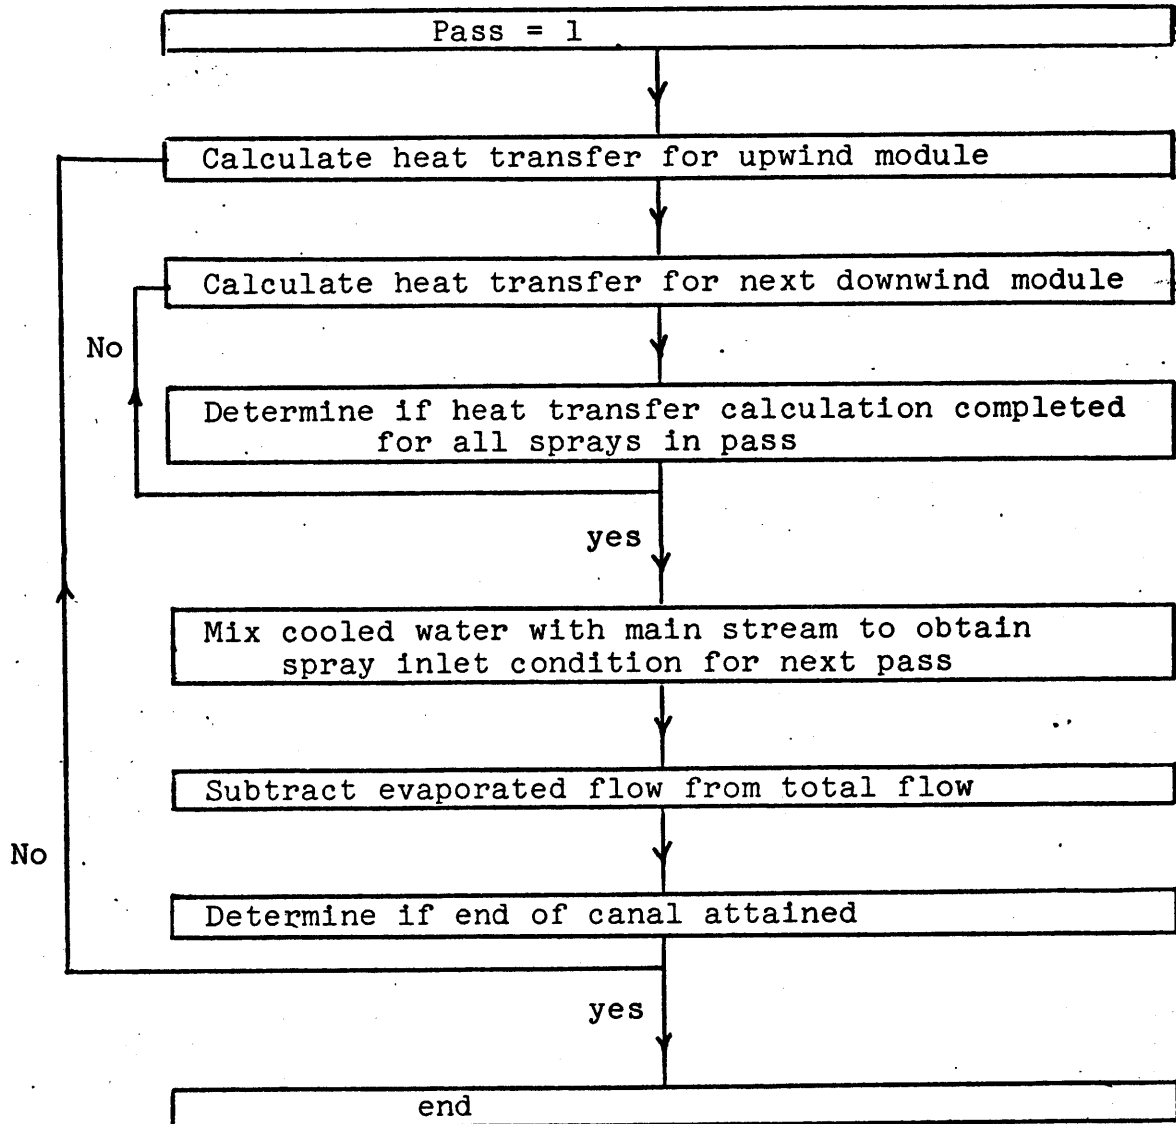 Pass = 1
Calculate heat transfer for upwind module
Calculate heat transfer for next downwind module
No
Determine if heat transfer calculation completed
for all sprays in pass
yes
Mix cooled water with main stream to obtain
spray inlet condition for next pass
Subtract evaporated flow from total flow
No
Determine if end of canal attained
yes
end